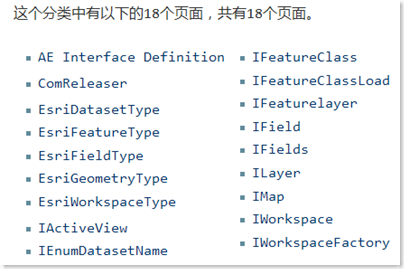 这个分类中有以下的18个页面，共有18个页面。
AE Interface Definition
ComReleaser
EsriDatasetType
EsriFeatureType
EsriFieldType
EsriGeometryType
EsriWorkspaceType
IActiveView
IEnumDatasetName
IFeatureClass
IFeatureClassLoad
IFeaturelayer
IField
IFields
ILayer
IMap
IWorkspace
IWorkspaceFactory